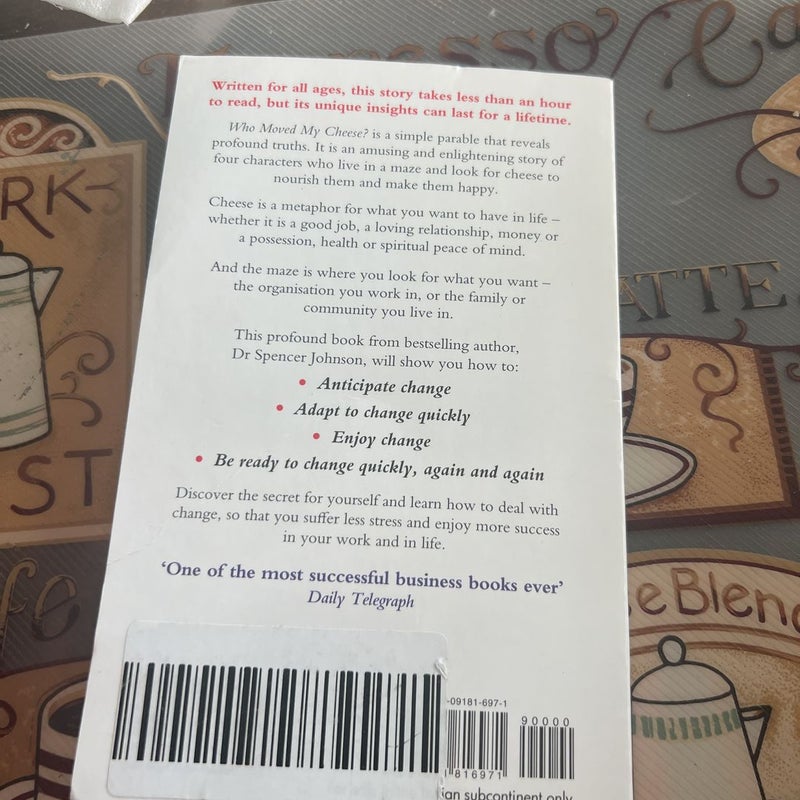 Written for all ages, this story takes less than an hour
to read, but its unique insights can last for a lifetime.
Who Moved My Cheese? is a simple parable that reveals
profound truths. It is an amusing and enlightening story of
four characters who live in a maze and look for cheese to
nourish them and make them happy.
Cheese is a metaphor for what you want to have in life –
whether it is a good job, a loving relationship, money or
a possession, health or spiritual peace of mind.
And the maze is where you look for what you want –
the organisation you work in, or the family or
community you live in.
This profound book from bestselling author,
Dr Spencer Johnson, will show you how to:
• Anticipate change
• Adapt to change quickly
• Enjoy change
• Be ready to change quickly, again and again
Discover the secret for yourself and learn how to deal with
change, so that you suffer less stress and enjoy more success
in your work and in life.
‘One of the most successful business books ever’
Daily Telegraph
-09181-697-1
90000
816971
ian subcontinent only
RK
ST
ATTE
e Blend